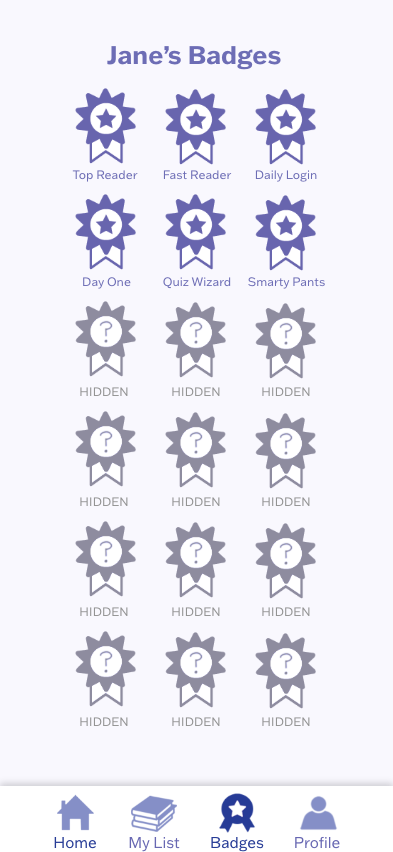 Jane’s Badges
Top Reader Fast Reader Daily Login
? ? ?
Day One Quiz Wizard Smarty Pants
? ? ?
HIDDEN HIDDEN HIDDEN
? ? ?
HIDDEN HIDDEN HIDDEN
? ? ?
HIDDEN HIDDEN HIDDEN
? ? ?
HIDDEN HIDDEN HIDDEN
Home My List Badges Profile